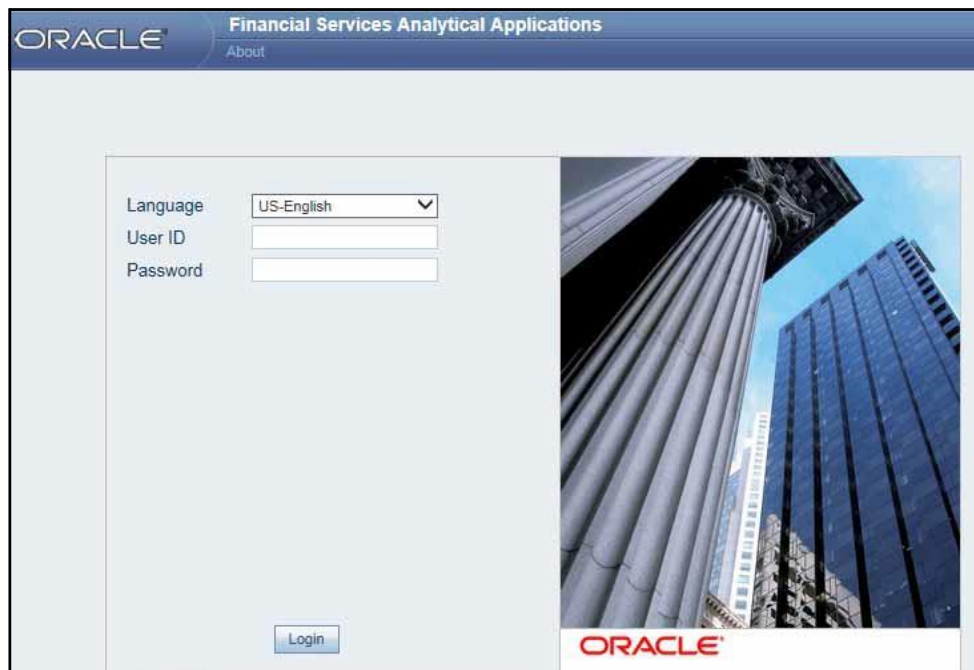 ORACLE
Financial Services Analytical Applications
About
Language
US-English
User ID
Password
Login
ORACLE